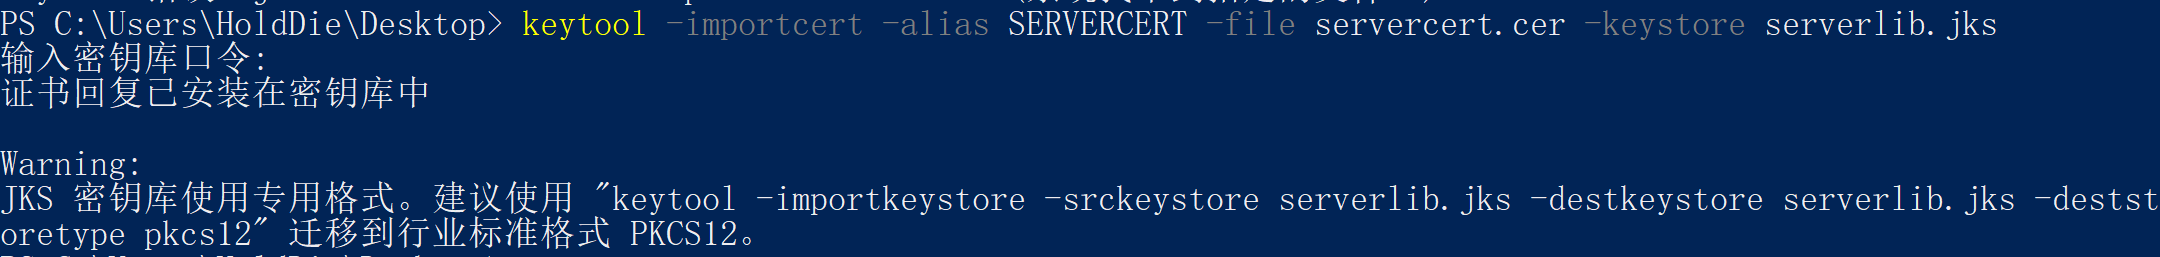 PS C:\Users\HoldDie\Desktop> keytool -importcert -alias SERVERCERT -file servercert.cer -keystore serverlib.jks
输入密钥库口令:
证书回复已安装在密钥库中
Warning:
JKS 密钥库使用专用格式。建议使用 "keytool -importkeystore -srckeystore serverlib.jks -destkeystore serverlib.jks -destst
oretype pkcs12" 迁移到行业标准格式 PKCS12。